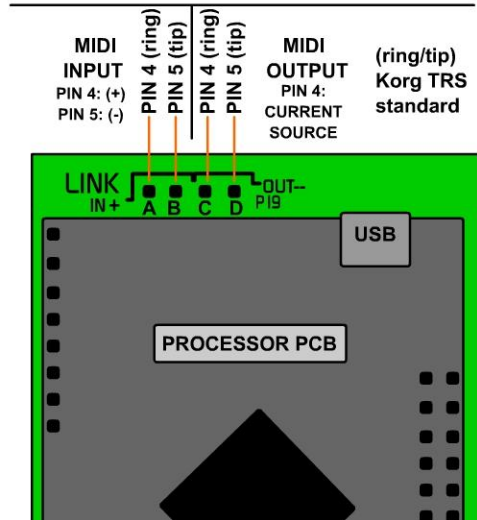 MIDI
INPUT
PIN 4: (+)
PIN 5: (-)
PIN 4 (ring)
PIN 5 (tip)
PIN 4 (ring)
PIN 5 (tip)
MIDI
OUTPUT
PIN 4:
CURRENT
SOURCE
(ring/tip)
Korg TRS
standard
LINK
IN +
OUT--
P19
A B C D
USB
PROCESSOR PCB